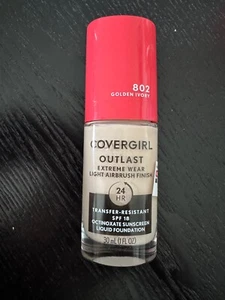 802
GOLDEN IVORY
COVERGIRL
OUTLAST
EXTREME WEAR
LIGHT AIRBRUSH FINISH
24
HR
TRANSFER-RESISTANT
SPF 18
OCTINOXATE SUNSCREEN
LIQUID FOUNDATION
30 mL (1 FL OZ)